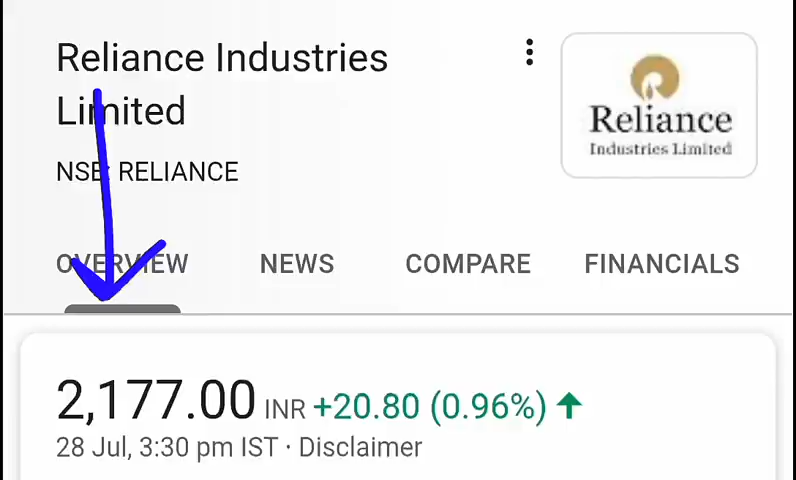 Reliance Industries
Limited
NSE: RELIANCE
Reliance
Industries Limited
OVERVIEW NEWS COMPARE FINANCIALS
2,177.00 INR +20.80 (0.96%) ↑
28 Jul, 3:30 pm IST · Disclaimer